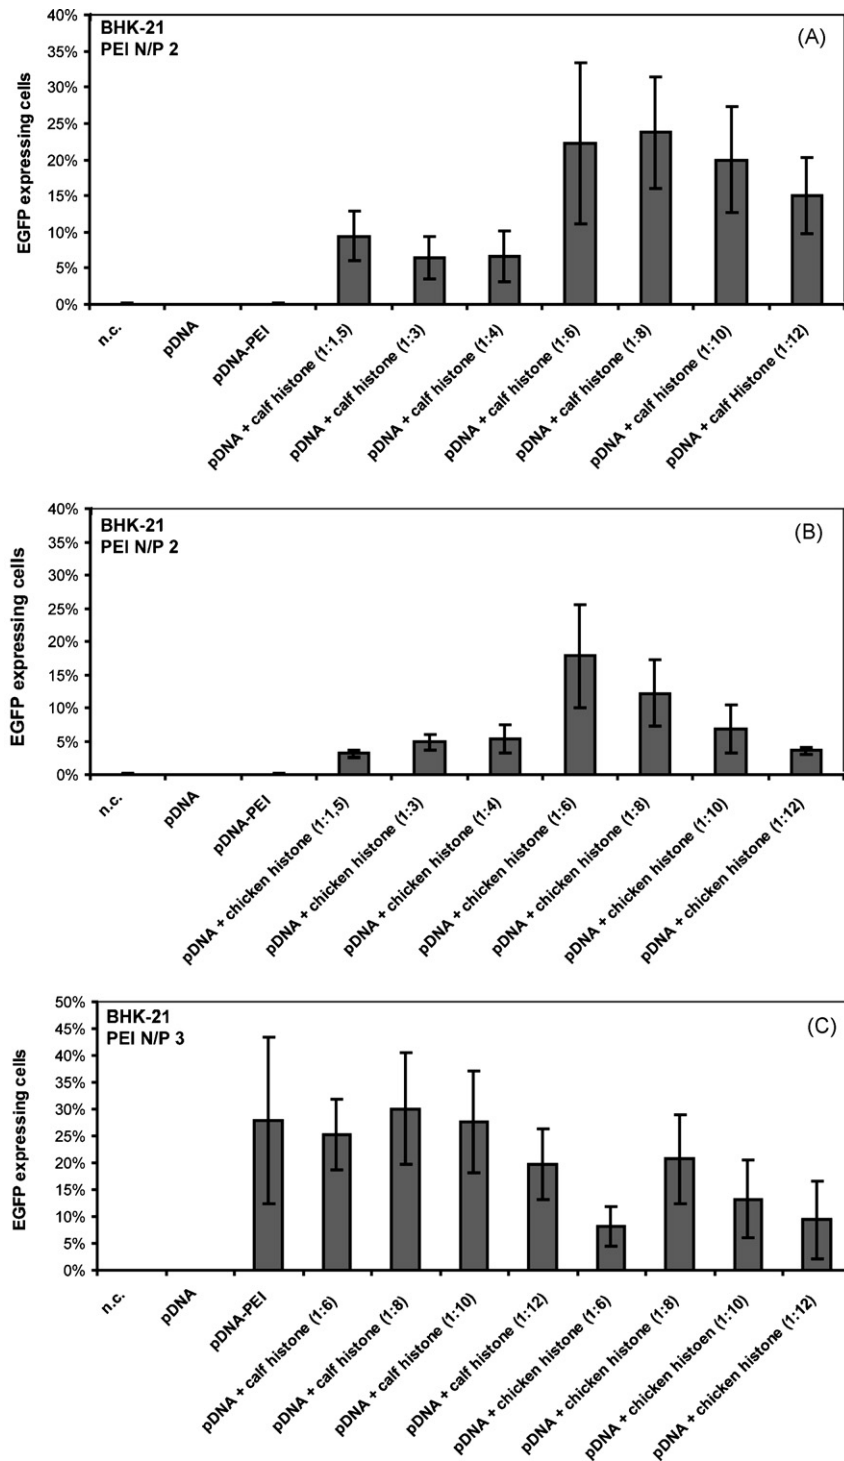 40%
BHK-21
PEI N/P 2
(A)
35%
30%
25%
20%
15%
10%
5%
0%
EGFP expressing cells
n.c.
pDNA
pDNA-PEI
pDNA + calf histone (1:1,5)
pDNA + calf histone (1:3)
pDNA + calf histone (1:4)
pDNA + calf histone (1:6)
pDNA + calf histone (1:8)
pDNA + calf histone (1:10)
pDNA + calf Histone (1:12)
40%
BHK-21
PEI N/P 2
(B)
35%
30%
25%
20%
15%
10%
5%
0%
EGFP expressing cells
n.c.
pDNA
pDNA-PEI
pDNA + chicken histone (1:1,5)
pDNA + chicken histone (1:3)
pDNA + chicken histone (1:4)
pDNA + chicken histone (1:6)
pDNA + chicken histone (1:8)
pDNA + chicken histone (1:10)
pDNA + chicken histone (1:12)
50%
BHK-21
PEI N/P 3
(C)
45%
40%
35%
30%
25%
20%
15%
10%
5%
0%
EGFP expressing cells
n.c.
pDNA
pDNA-PEI
pDNA + calf histone (1:6)
pDNA + calf histone (1:8)
pDNA + calf histone (1:10)
pDNA + calf histone (1:12)
pDNA + chicken histone (1:6)
pDNA + chicken histone (1:8)
pDNA + chicken histoen (1:10)
pDNA + chicken histone (1:12)